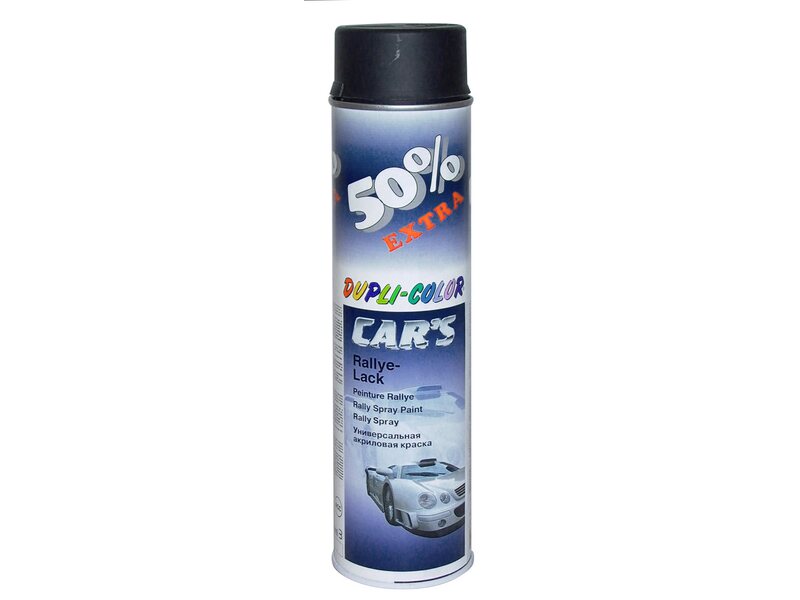 50%
EXTRA
DUPLI-COLOR
CAR'S
Rallye-
Lack
Peinture Rallye
Rally Spray Paint
Rally Spray
Универсальная
акриловая краска